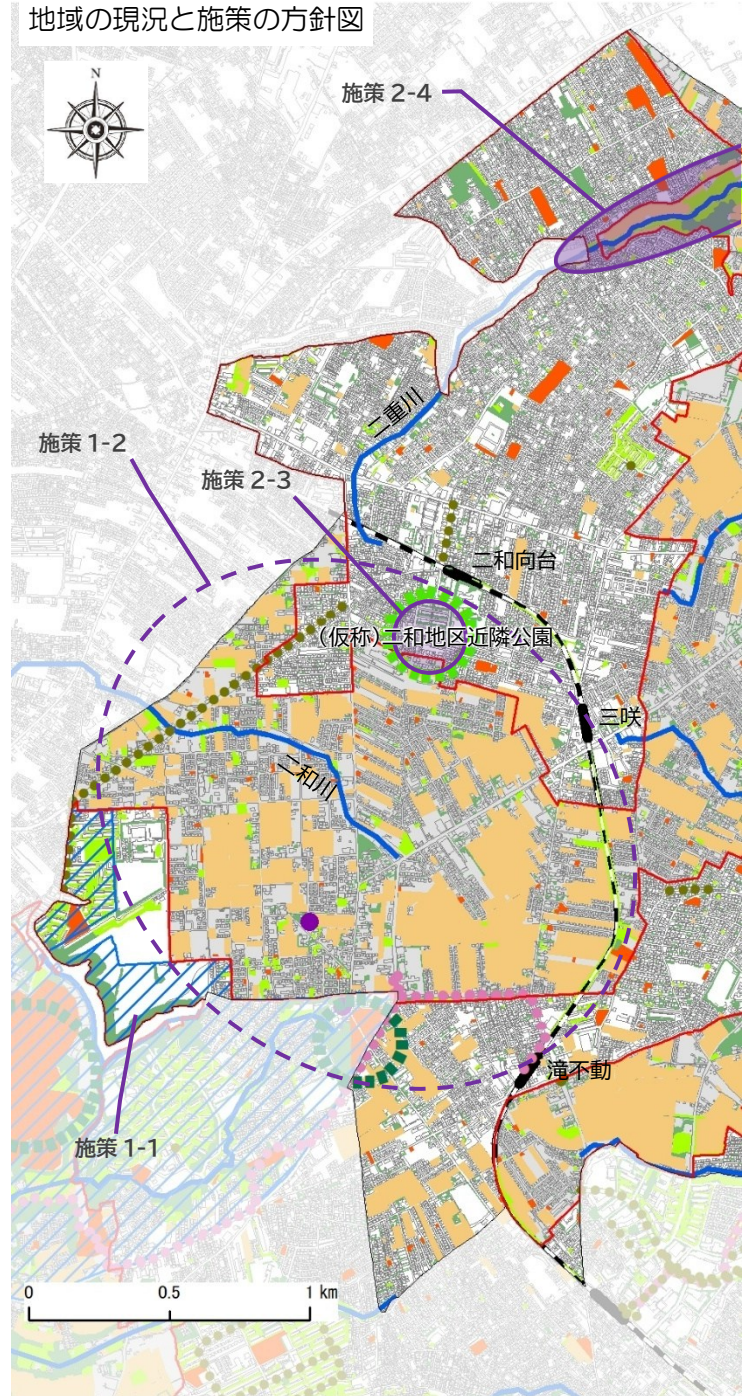 地域の現況と施策の方針図
N
施策 2-4
二重川
施策 1-2
施策 2-3
二和向台
(仮称)二和地区近隣公園
三咲
二和川
滝不動
施策 1-1
0 0.5 1 km